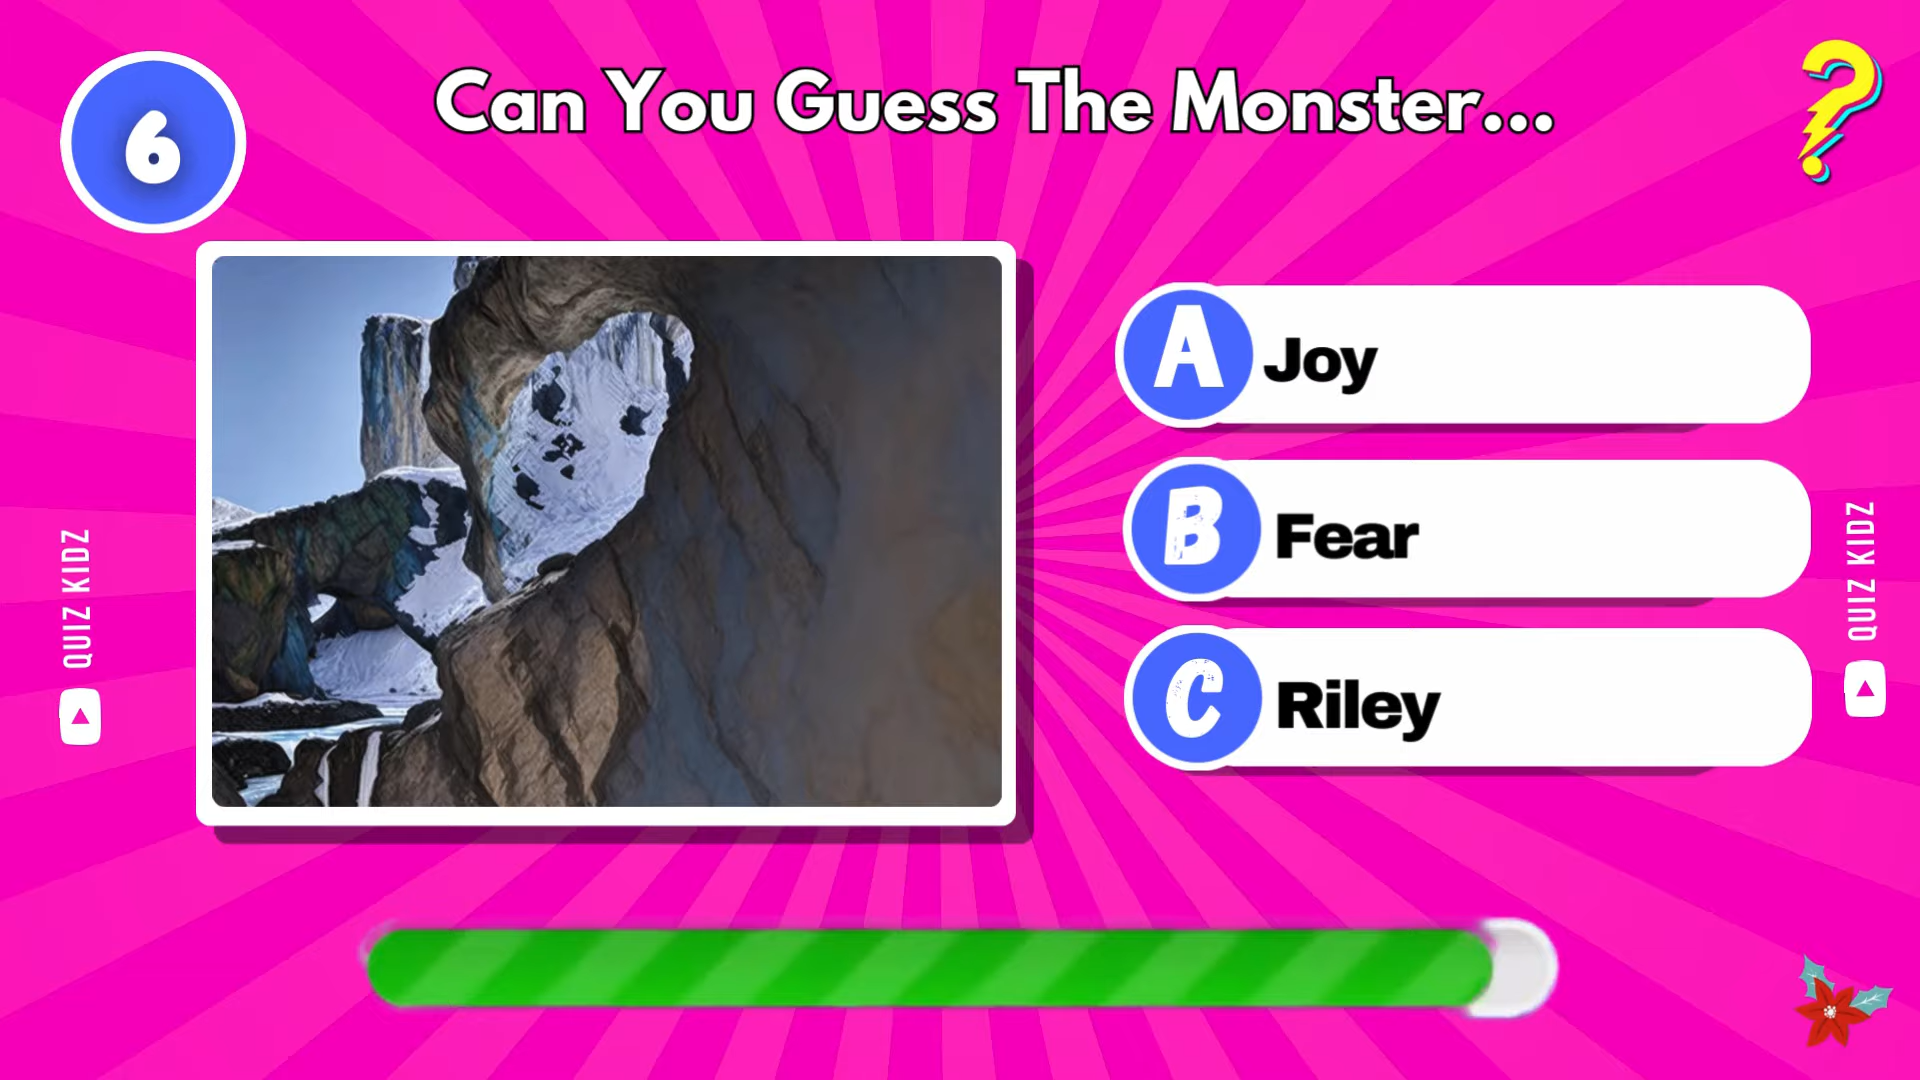 6
Can You Guess The Monster...
A Joy
B Fear
C Riley
QUIZ KIDZ
QUIZ KIDZ